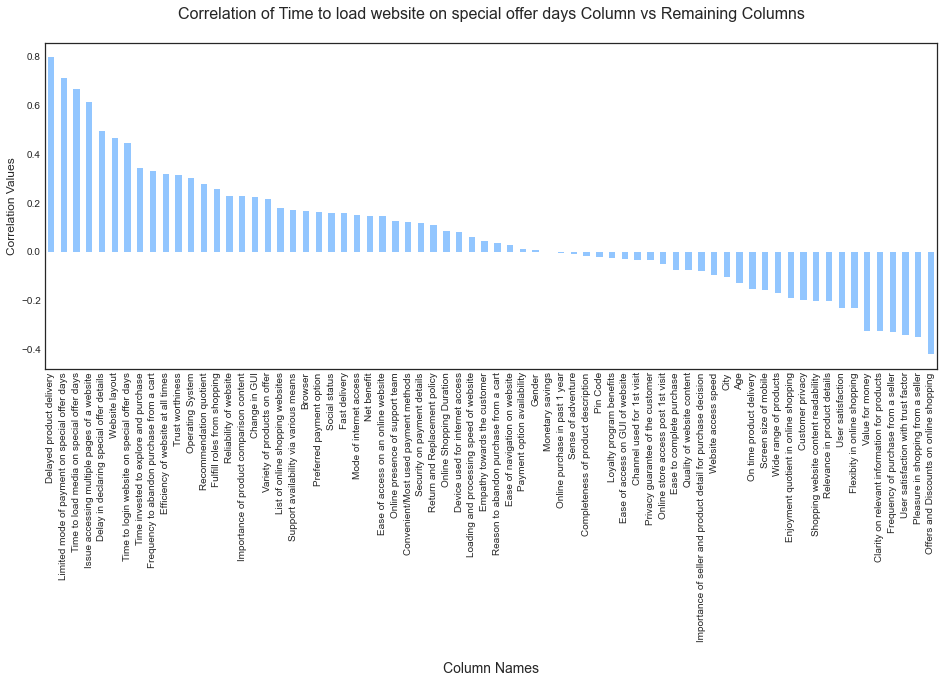 Correlation of Time to load website on special offer days Column vs Remaining Columns
Correlation Values
0.8
0.6
0.4
0.2
0.0
−0.2
−0.4
Delayed product delivery
Limited mode of payment on special offer days
Time to load media on special offer days
Issue accessing multiple pages of a website
Delay in declaring special offer details
Website layout
Time to login website on special offer days
Time invested to explore and purchase
Frequency to abandon purchase from a cart
Efficiency of website at all times
Trust worthiness
Operating System
Recommendation quotient
Fulfill roles from shopping
Reliability of website
Importance of product comparison content
Change in GUI
Variety of product on offer
List of online shopping websites
Support availability via various means
Browser
Preferred payment option
Social status
Fast delivery
Mode of internet access
Net benefit
Ease of access on an online website
Online presence of support team
Convenient/Most used payment methods
Security on payment details
Return and Replacement policy
Online Shopping Duration
Device used for internet access
Loading and processing speed of website
Empathy towards the customer
Reason to abandon purchase from a cart
Ease of navigation on website
Payment option availability
Gender
Monetary savings
Online purchase in past 1 year
Sense of adventure
Completeness of product description
Pin Code
Loyalty program benefits
Ease of access on GUI of website
Channel used for 1st visit
Privacy guarantee of the customer
Online store access post 1st visit
Ease to complete purchase
Quality of website content
Importance of seller and product detail for purchase decision
Website access speed
City
Age
On time product delivery
Screen size of mobile
Wide range of products
Enjoyment quotient in online shopping
Customer privacy
Shopping website content readability
Relevance in product details
User satisfaction
Flexibity in online shopping
Value for money
Clarity on relevant information for products
Frequency of purchase from a seller
User satisfaction with trust factor
Pleasure in shopping from a seller
Offers and Discounts on online shopping
Column Names